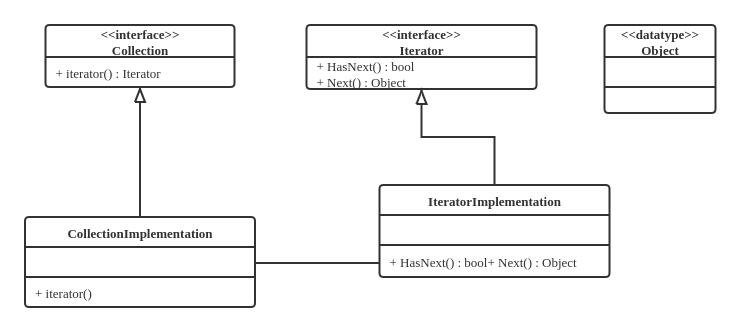 <<interface>>
Collection
+ iterator() : Iterator
<<interface>>
Iterator
+ HasNext() : bool
+ Next() : Object
<<datatype>>
Object
CollectionImplementation
+ iterator()
IteratorImplementation
+ HasNext() : bool+ Next() : Object